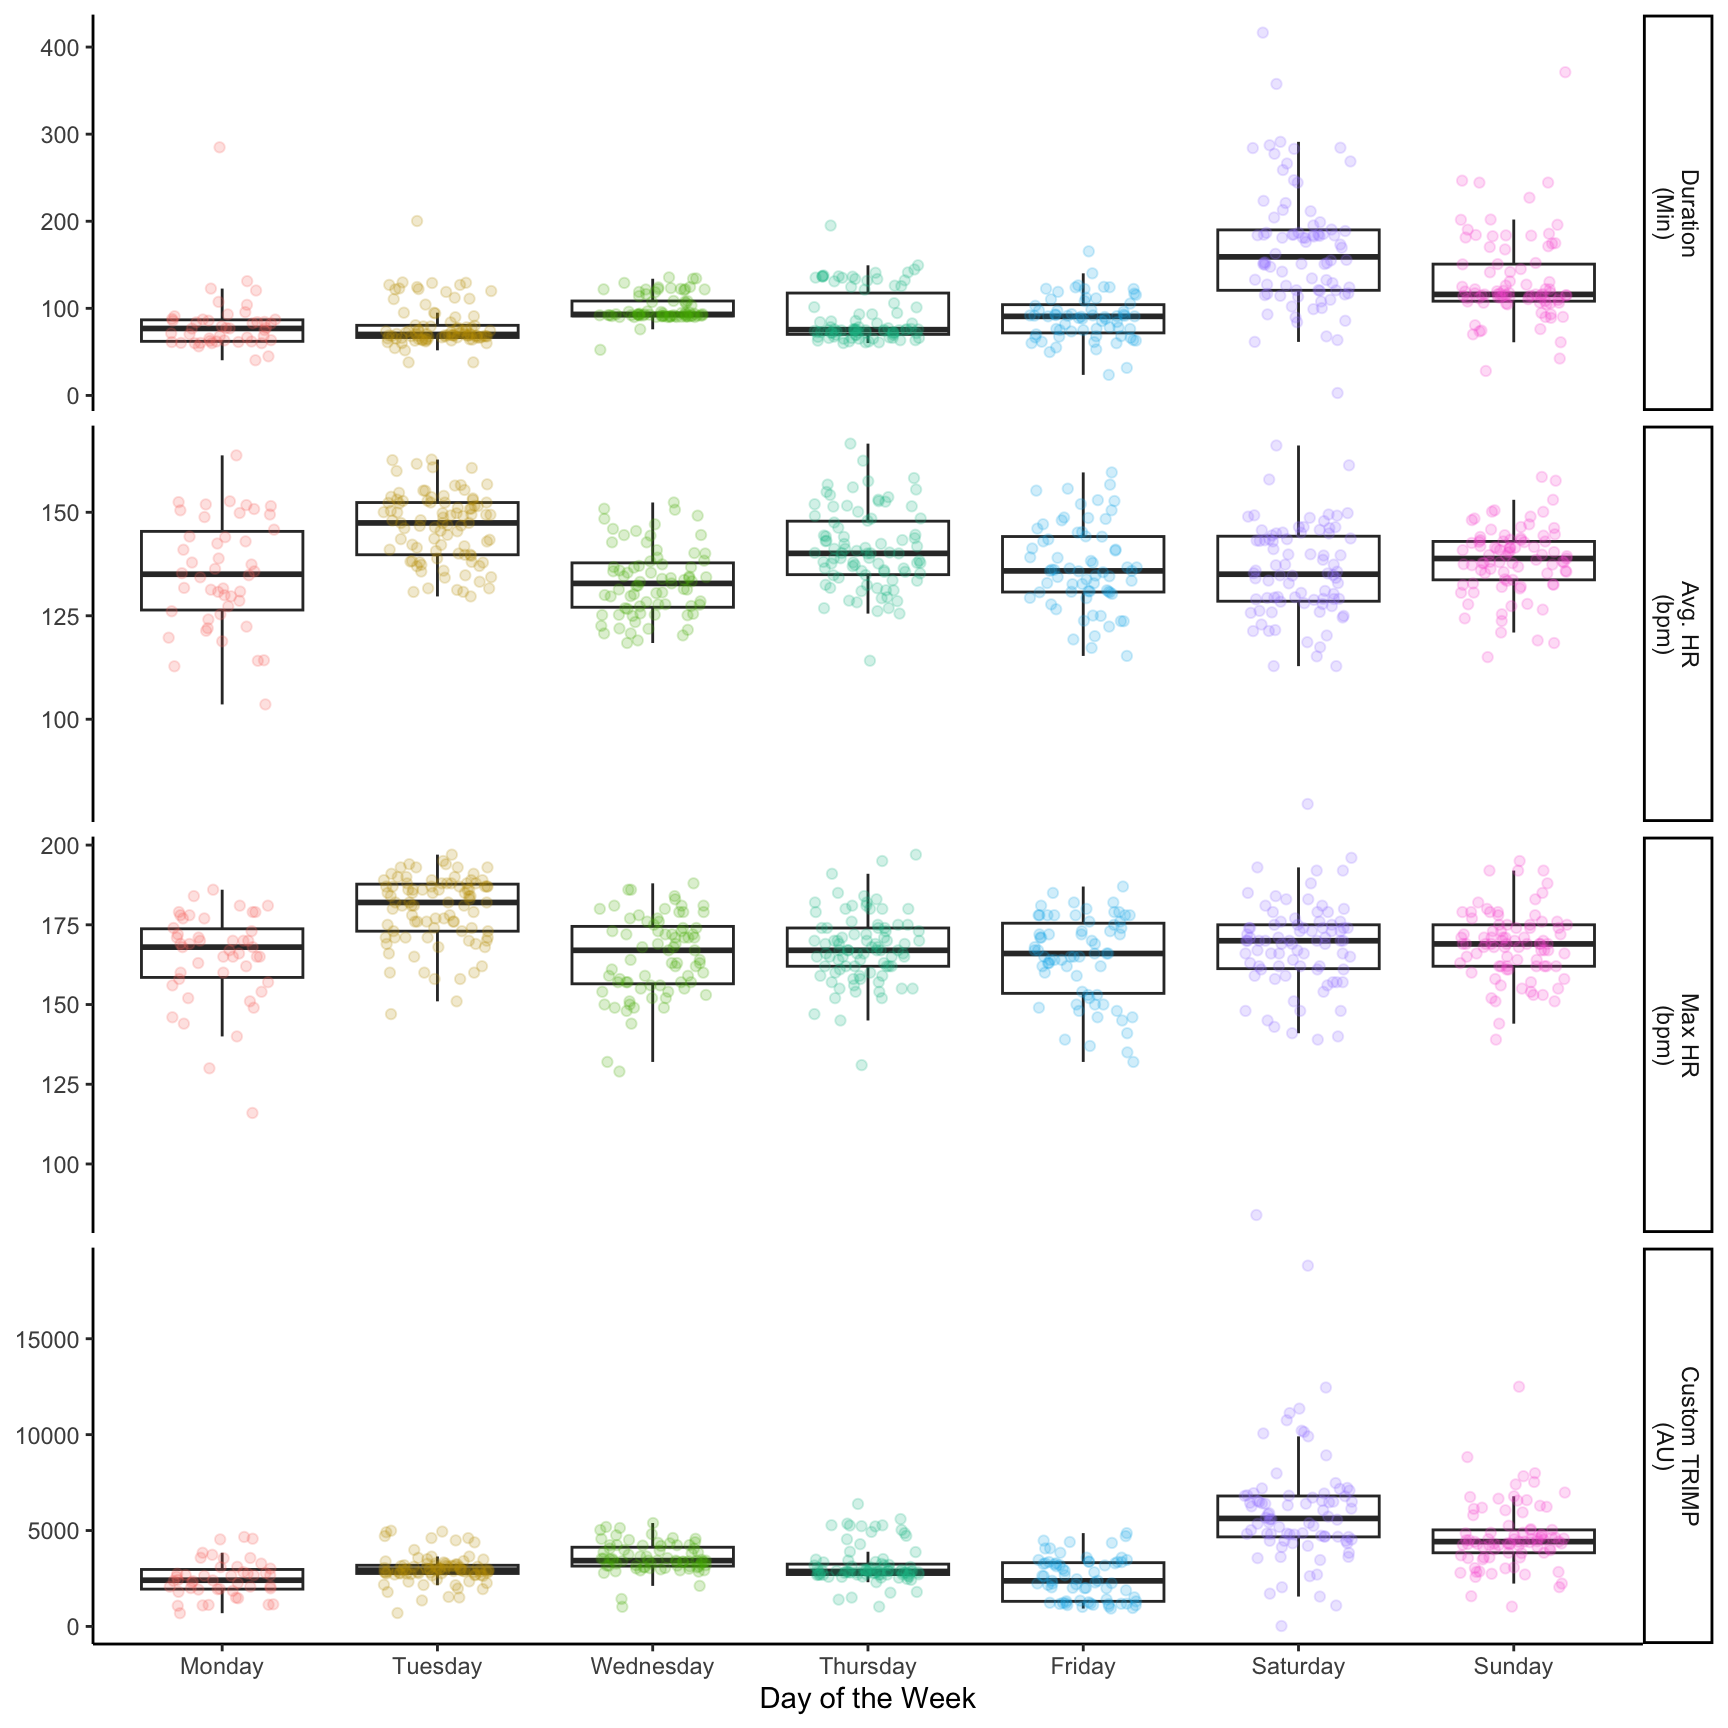 400
300
200
100
0
Duration
(Min)
150
125
100
Avg. HR
(bpm)
200
175
150
125
100
Max HR
(bpm)
15000
10000
5000
0
Custom TRIMP
(AU)
Monday Tuesday Wednesday Thursday Friday Saturday Sunday
Day of the Week